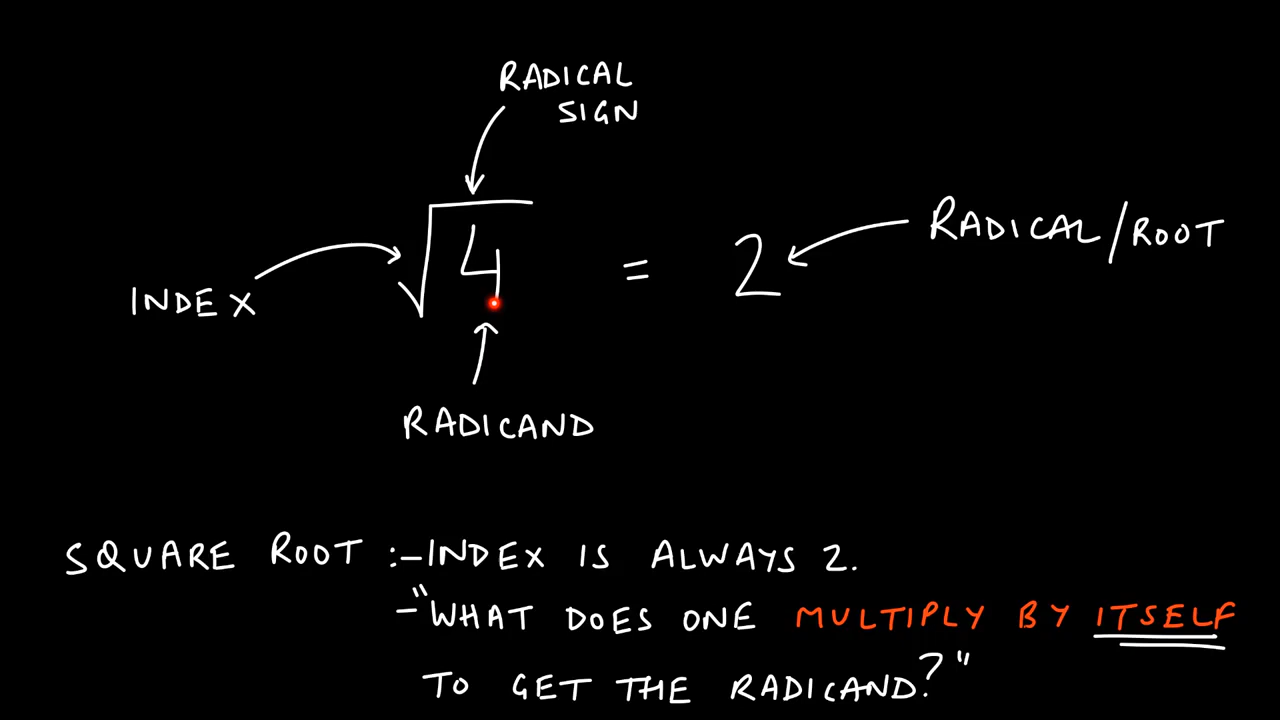 RADICAL
SIGN
RADICAL/ROOT
√4 = 2
INDEX
RADICAND
SQUARE ROOT :-INDEX IS ALWAYS 2.
-"WHAT DOES ONE MULTIPLY BY ITSELF
TO GET THE RADICAND?"